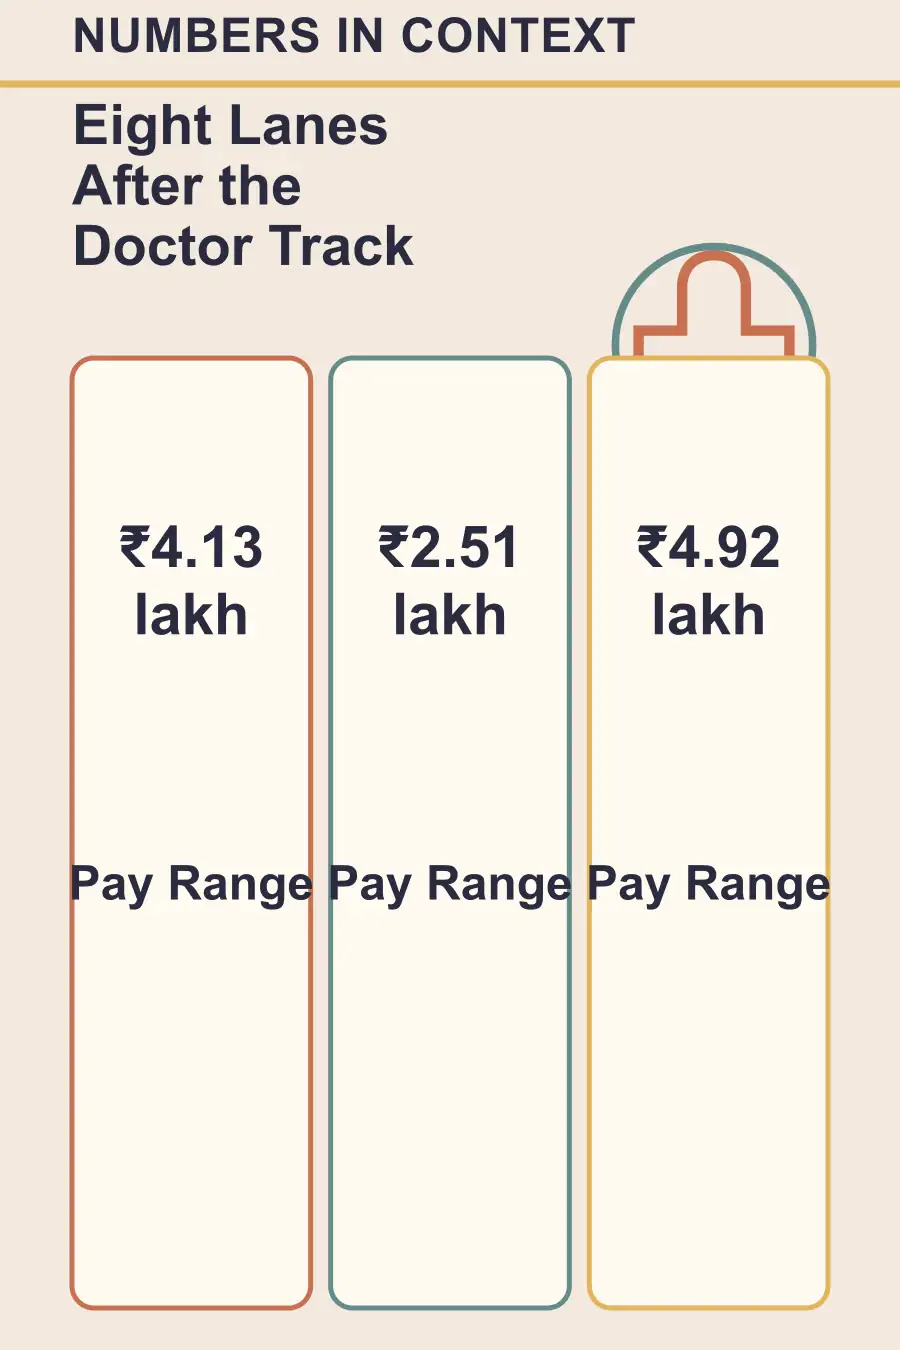 NUMBERS IN CONTEXT
Eight Lanes
After the
Doctor Track
₹4.13
lakh
₹2.51
lakh
₹4.92
lakh
Pay Range
Pay Range
Pay Range